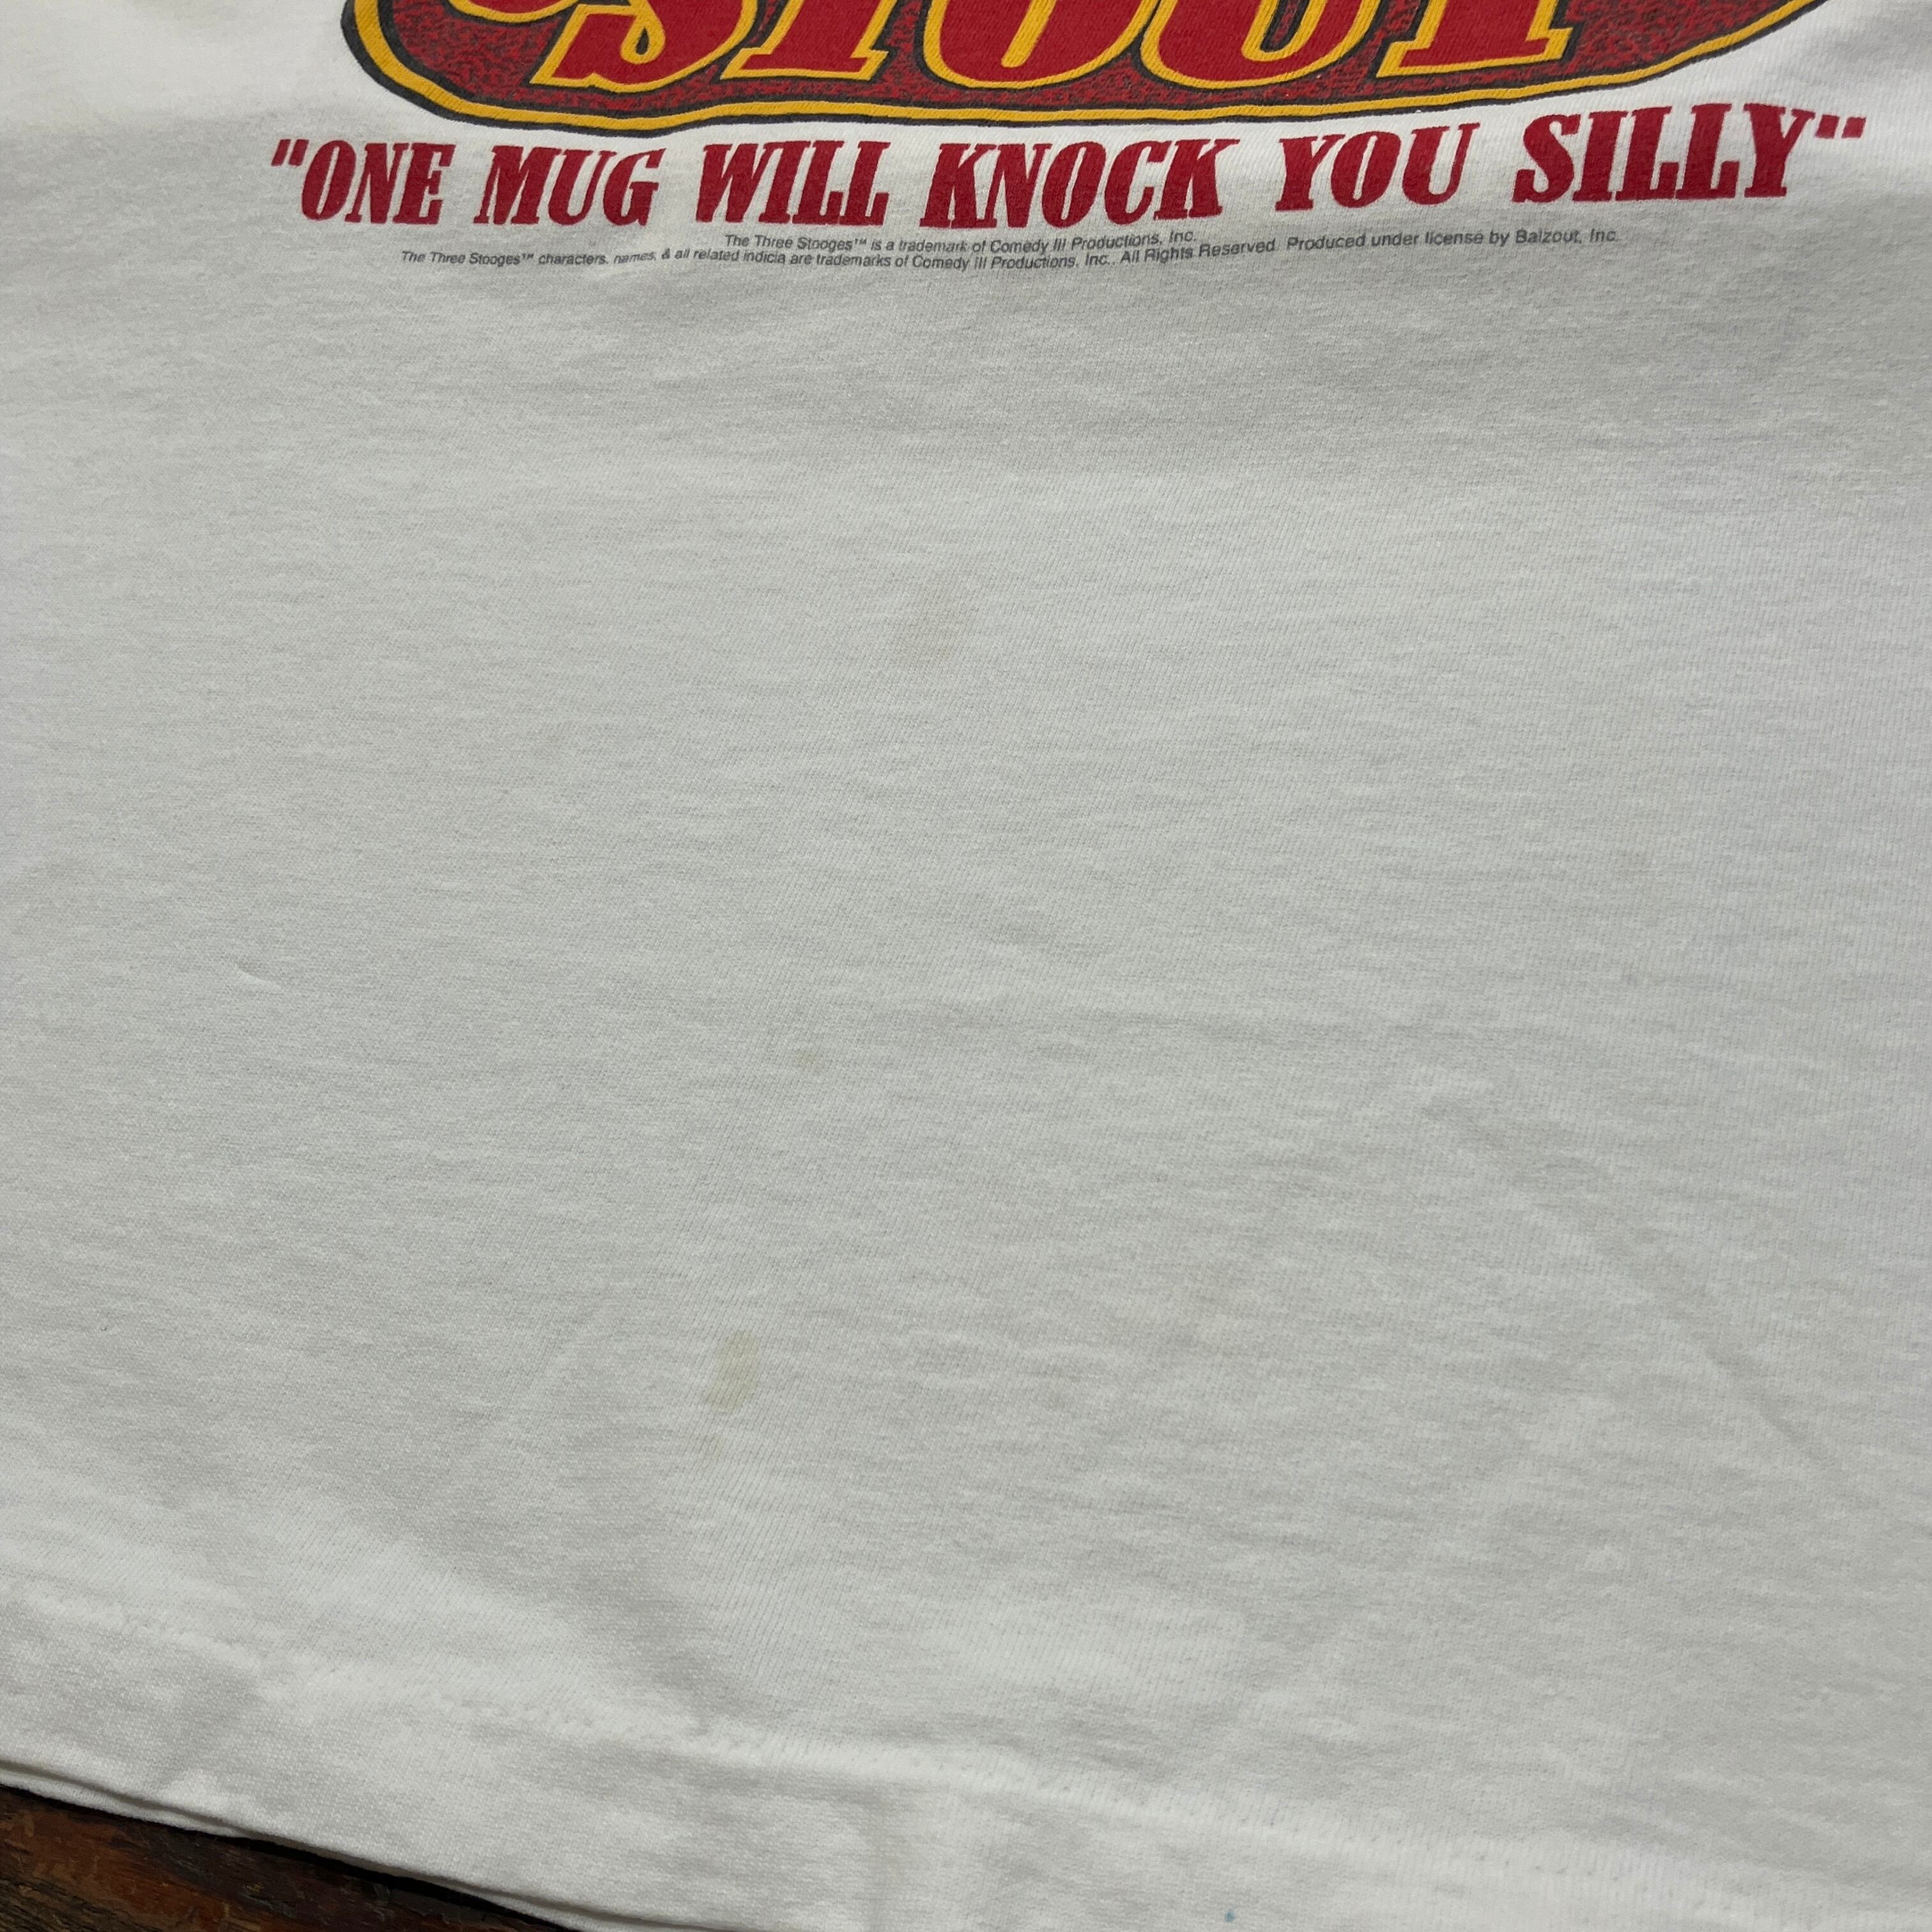 STOUT
"ONE MUG WILL KNOCK YOU SILLY"
The Three Stooges™ is a trademark of Comedy III Productions, Inc.
The Three Stooges™ characters, names, & all related indicia are trademarks of Comedy III Productions, Inc.. All Rights Reserved. Produced under license by Balzout, Inc.